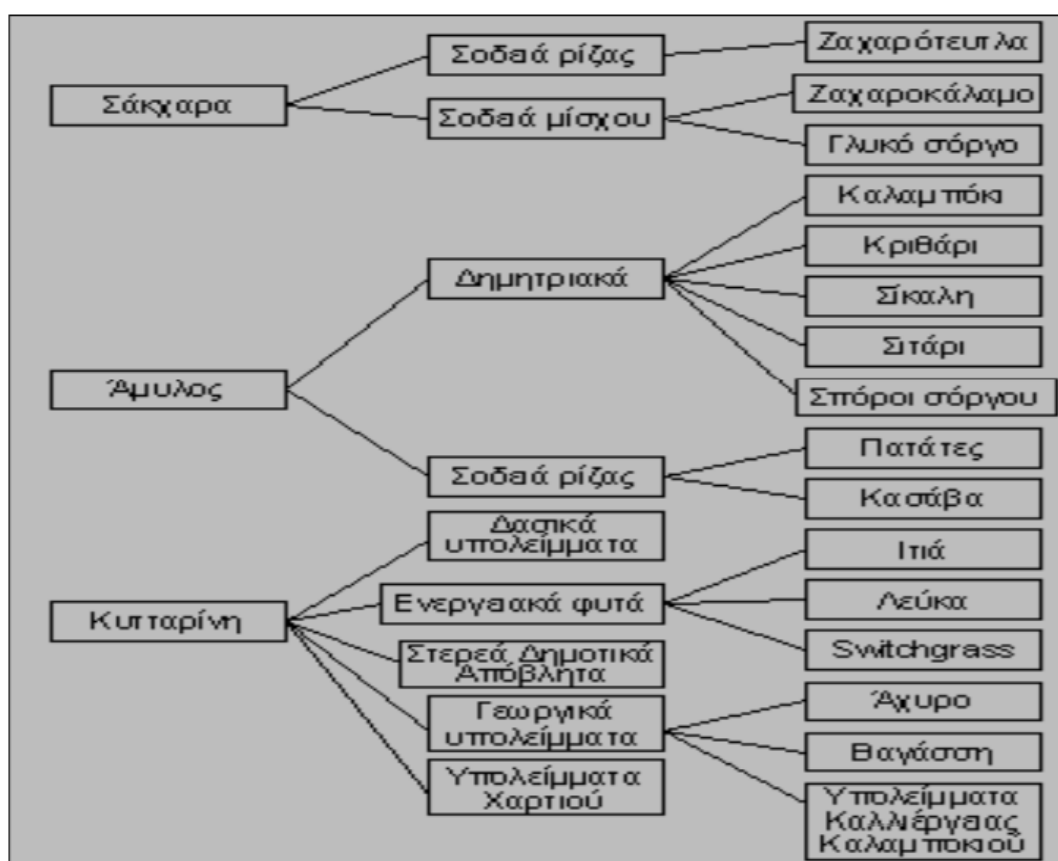 Σάκχαρα
Σοδειά ρίζας
Ζαχαρότευτλα
Σοδειά μίσχου
Ζαχαροκάλαμο
Γλυκό σόργο
Άμυλος
Δημητριακά
Καλαμπόκι
Κριθάρι
Σίκαλη
Σιτάρι
Σπόροι σόργου
Σοδειά ρίζας
Πατάτες
Κασάβα
Κυτταρίνη
Δασικά
υπολείμματα
Ενεργειακά φυτά
Ιτιά
Λεύκα
Switchgrass
Στερεά Δημοτικά
Απόβλητα
Γεωργικά
υπολείμματα
Άχυρο
Βαγάσση
Υπολείμματα
Καλλιέργειας
Καλαμποκιού
Υπολείμματα
Χαρτιού